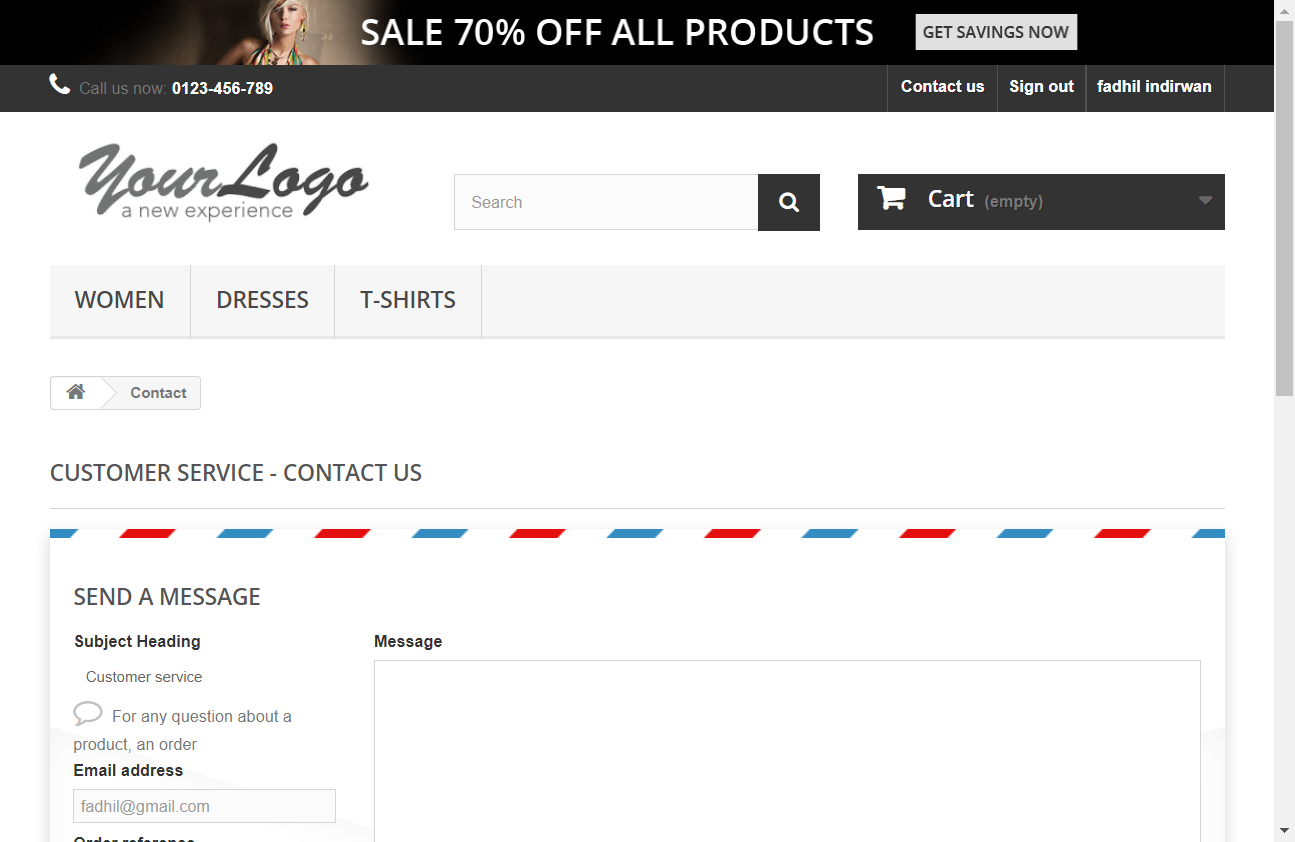 SALE 70% OFF ALL PRODUCTS
GET SAVINGS NOW
Call us now: 0123-456-789
Contact us
Sign out
fadhil indirwan
YourLogo
a new experience
Search
Cart (empty)
WOMEN
DRESSES
T-SHIRTS
Contact
CUSTOMER SERVICE - CONTACT US
SEND A MESSAGE
Subject Heading
Customer service
For any question about a
product, an order
Email address
fadhil@gmail.com
Order reference
Message